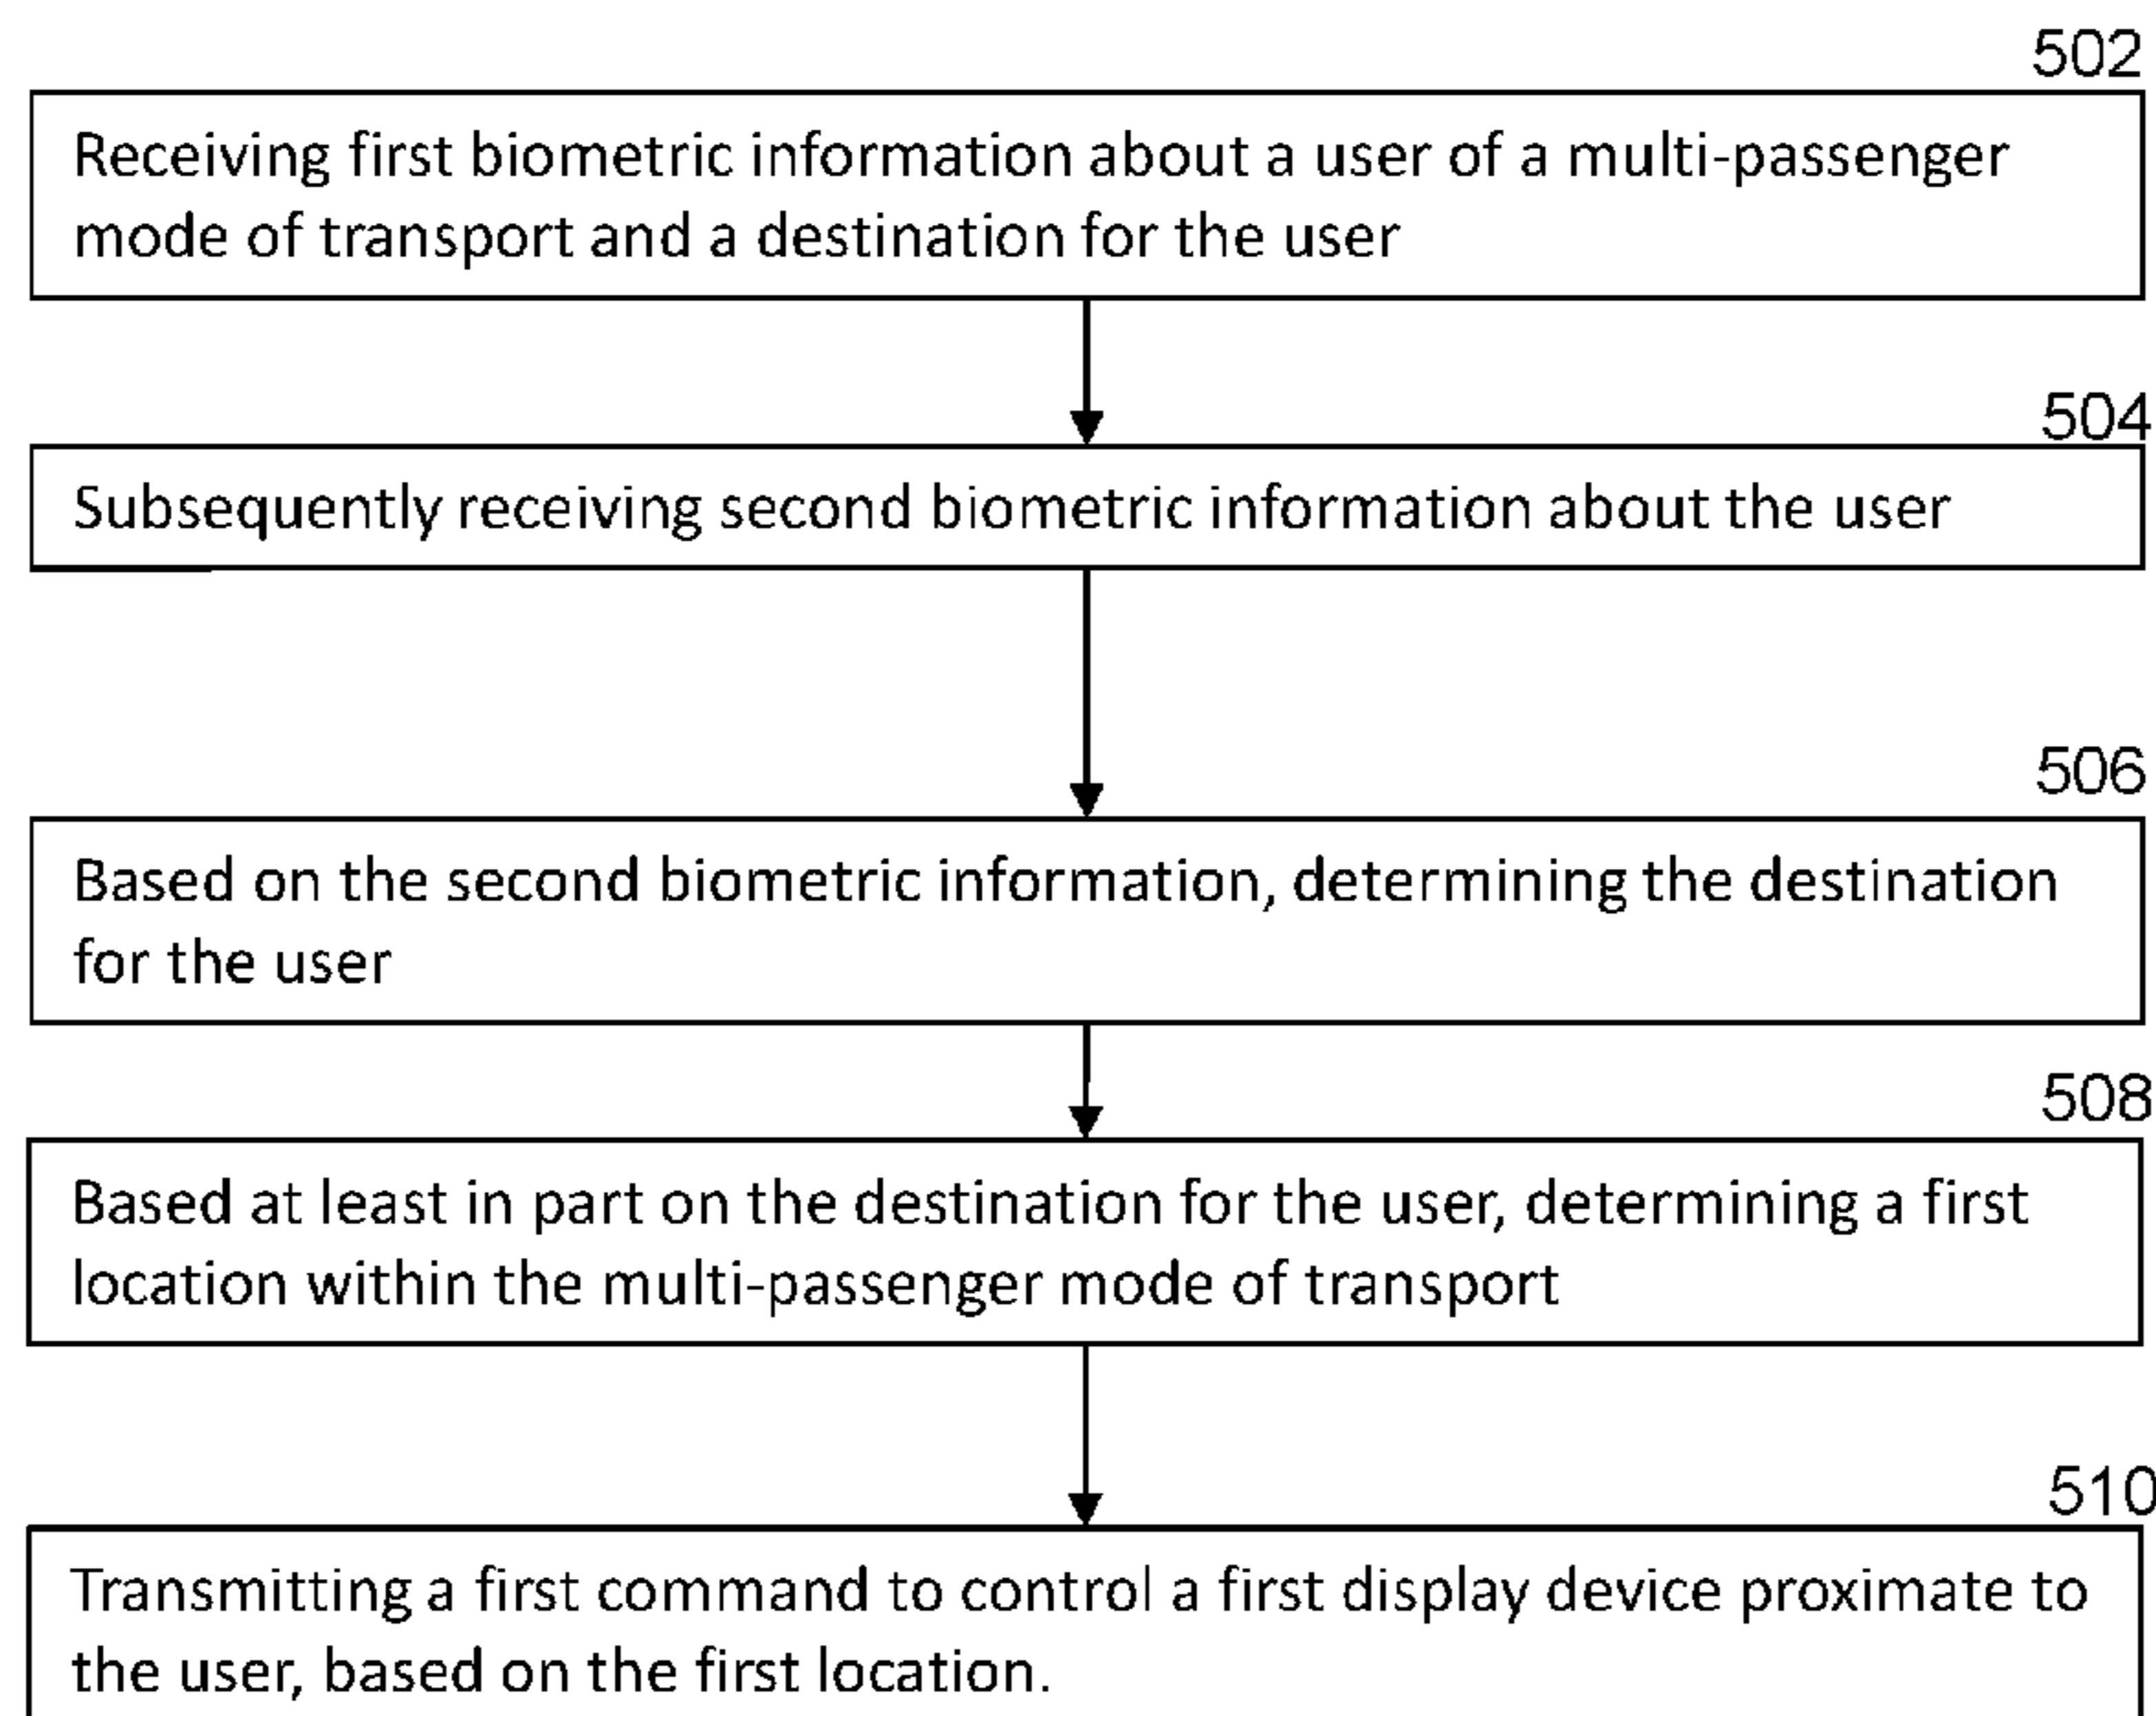 502
Receiving first biometric information about a user of a multi-passenger
mode of transport and a destination for the user
504
Subsequently receiving second biometric information about the user
506
Based on the second biometric information, determining the destination
for the user
508
Based at least in part on the destination for the user, determining a first
location within the multi-passenger mode of transport
510
Transmitting a first command to control a first display device proximate to
the user, based on the first location.